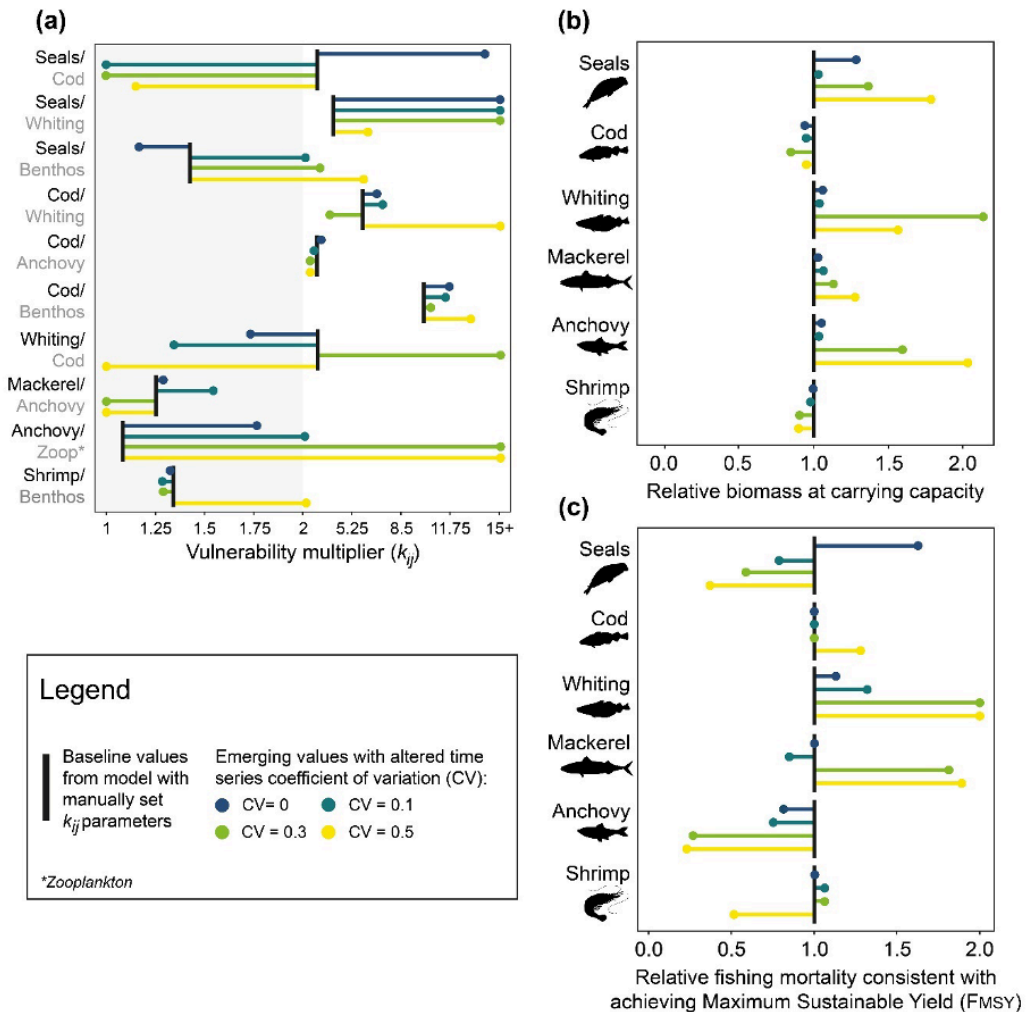 (a)
Seals/
Cod
Seals/
Whiting
Seals/
Benthos
Cod/
Whiting
Cod/
Anchovy
Cod/
Benthos
Whiting/
Cod
Mackerel/
Anchovy
Anchovy/
Zoop*
Shrimp/
Benthos
1 1.25 1.5 1.75 2 5.25 8.5 11.75 15+
Vulnerability multiplier (kij)
(b)
Seals
Cod
Whiting
Mackerel
Anchovy
Shrimp
0.0 0.5 1.0 1.5 2.0
Relative biomass at carrying capacity
(c)
Seals
Cod
Whiting
Mackerel
Anchovy
Shrimp
0.0 0.5 1.0 1.5 2.0
Relative fishing mortality consistent with
achieving Maximum Sustainable Yield (FMSY)
Legend
Baseline values
from model with
manually set
kij parameters
Emerging values with altered time
series coefficient of variation (CV):
CV= 0 CV = 0.1
CV = 0.3 CV = 0.5
*Zooplankton